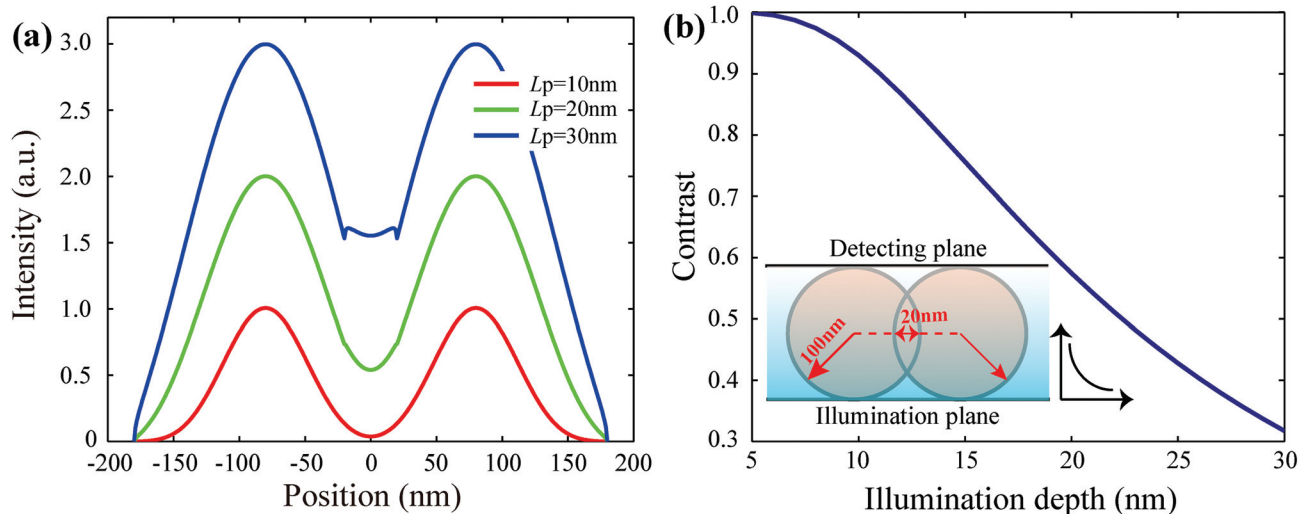 (a)
3.0
2.5
2.0
1.5
1.0
0.5
0
-200
-150
-100
-50
0
50
100
150
200
Intensity (a.u.)
Position (nm)
Lp=10nm
Lp=20nm
Lp=30nm
(b)
1.0
0.9
0.8
0.7
0.6
0.5
0.4
0.3
5
10
15
20
25
30
Contrast
Illumination depth (nm)
Detecting plane
20nm
100nm
Illumination plane